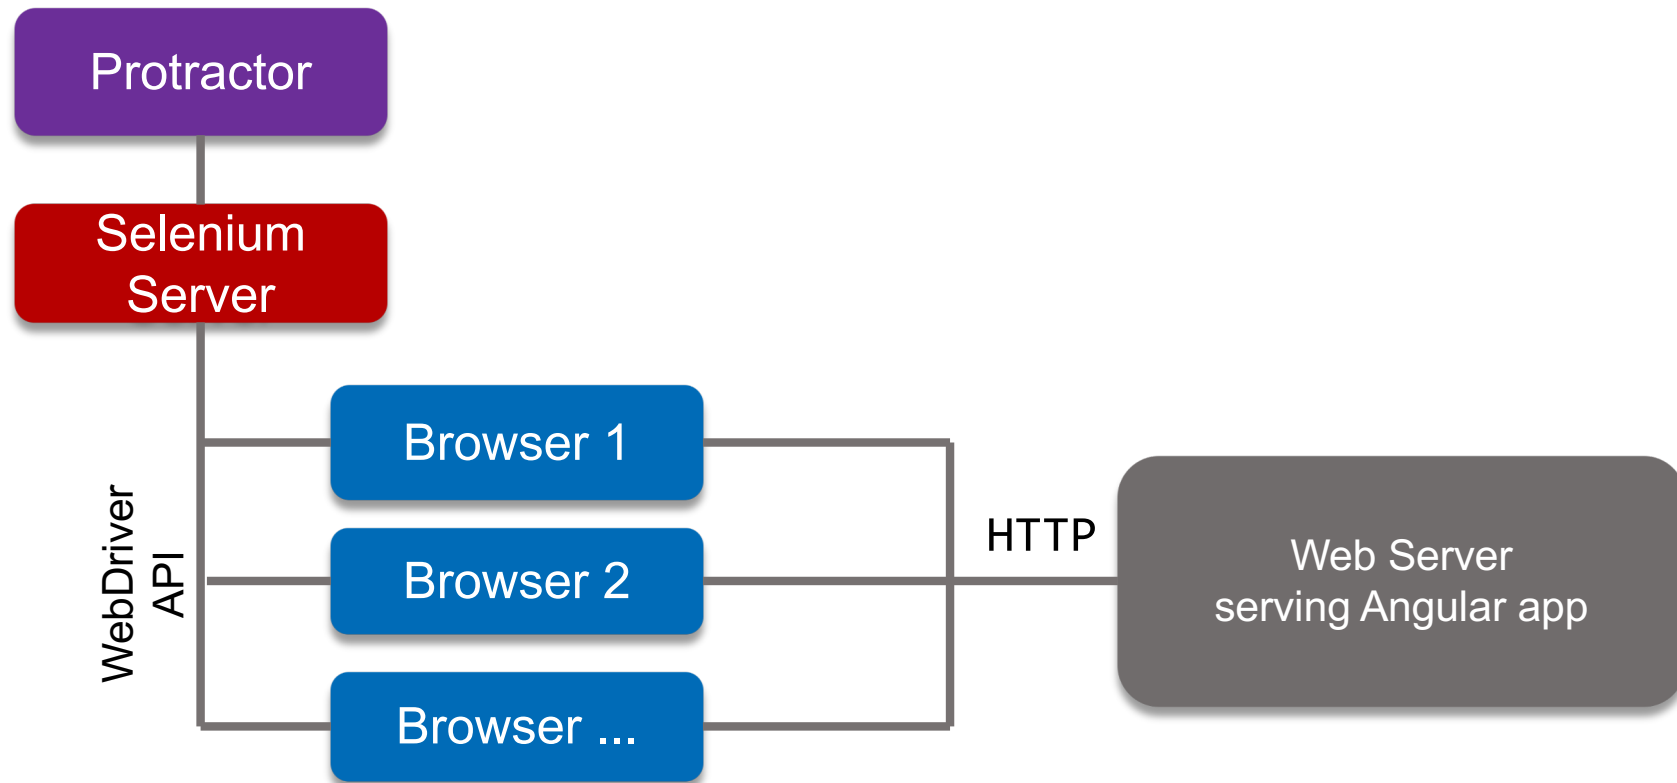 Protractor
Selenium
Server
Browser 1
WebDriver
API
HTTP
Browser 2
Web Server
serving Angular app
Browser ...